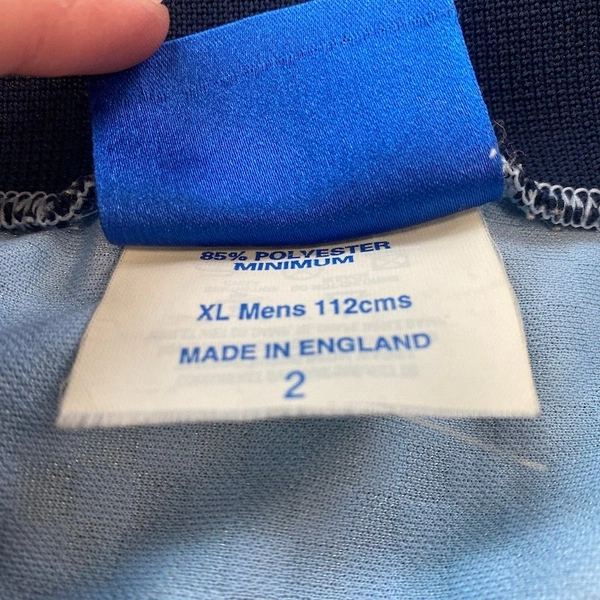 85% POLYESTER
MINIMUM
XL Mens 112cms
MADE IN ENGLAND
2